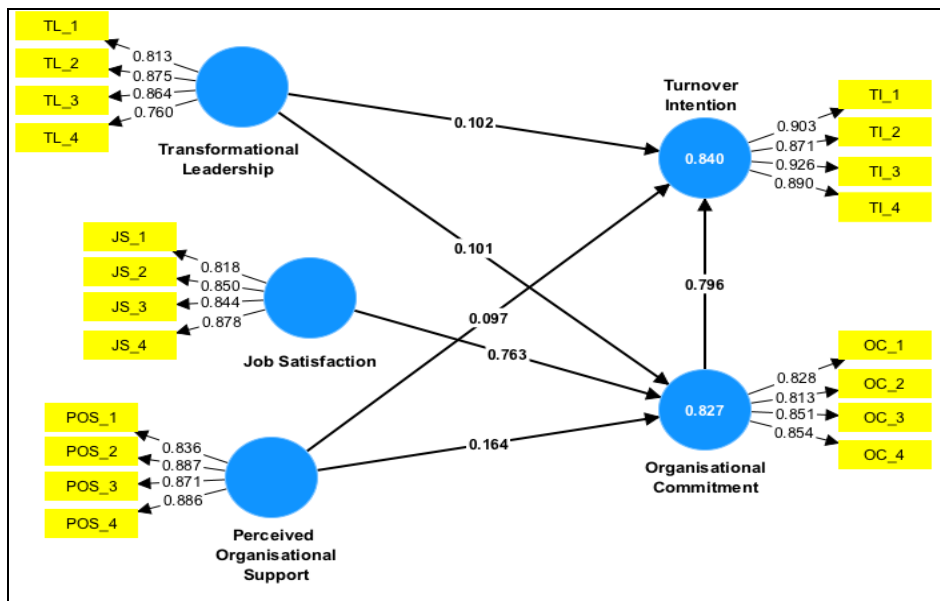 TL_1
TL_2
TL_3
TL_4
0.813
0.875
0.864
0.760
Transformational
Leadership
0.102
0.101
Turnover
Intention
0.840
0.903
0.871
0.926
0.890
TI_1
TI_2
TI_3
TI_4
JS_1
JS_2
JS_3
JS_4
0.818
0.850
0.844
0.878
Job Satisfaction
0.097
0.763
0.796
POS_1
POS_2
POS_3
POS_4
0.836
0.887
0.871
0.886
Perceived
Organisational
Support
0.164
0.827
Organisational
Commitment
0.828
0.813
0.851
0.854
OC_1
OC_2
OC_3
OC_4